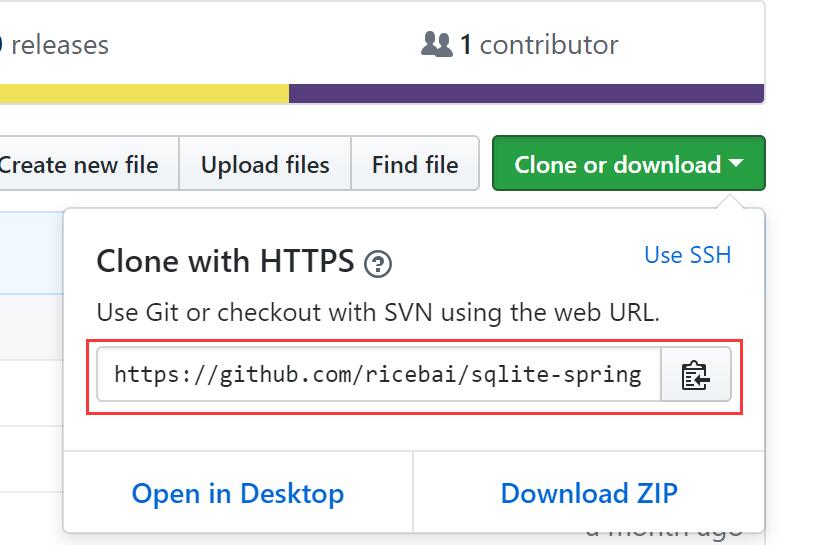 releases
1 contributor
Create new file
Upload files
Find file
Clone or download
Clone with HTTPS
Use SSH
Use Git or checkout with SVN using the web URL.
https://github.com/ricebai/sqlite-spring
Open in Desktop
Download ZIP
a month ago